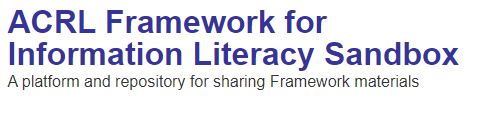 ACRL Framework for
Information Literacy Sandbox
A platform and repository for sharing Framework materials